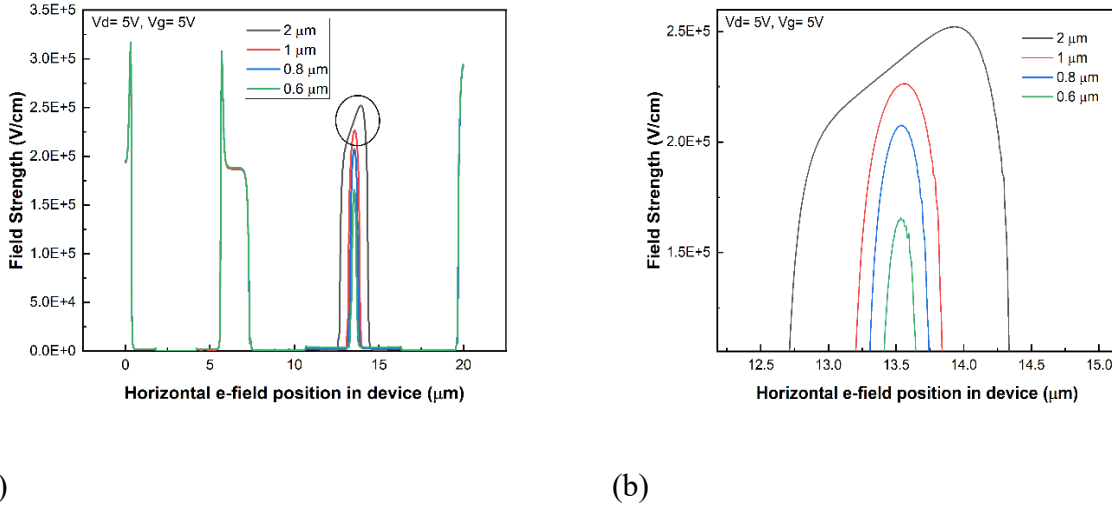 Vd= 5V, Vg= 5V
2 μm
1 μm
0.8 μm
0.6 μm
3.5E+5
3.0E+5
2.5E+5
2.0E+5
1.5E+5
1.0E+5
5.0E+4
0.0E+0
Field Strength (V/cm)
0 5 10 15 20
Horizontal e-field position in device (μm)
)
Vd= 5V, Vg= 5V
2 μm
1 μm
0.8 μm
0.6 μm
2.5E+5
2.0E+5
1.5E+5
Field Strength (V/cm)
12.5 13.0 13.5 14.0 14.5 15.0
Horizontal e-field position in device (μm)
(b)